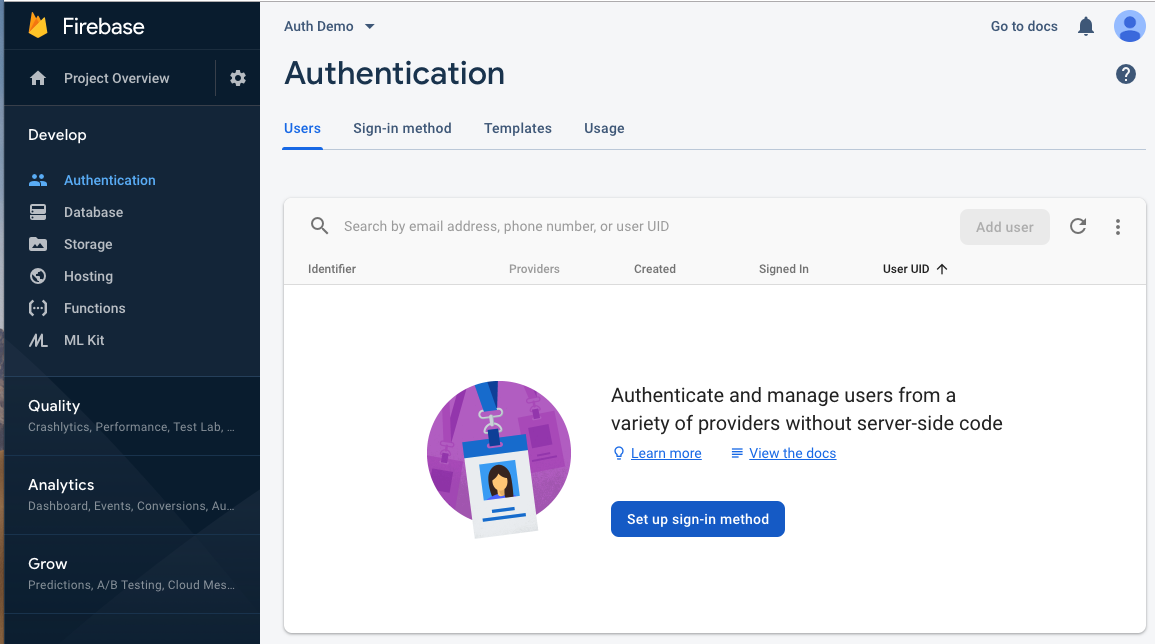 Firebase
Project Overview
Develop
Authentication
Database
Storage
Hosting
Functions
ML Kit
Quality
Crashlytics, Performance, Test Lab, ...
Analytics
Dashboard, Events, Conversions, Au...
Grow
Predictions, A/B Testing, Cloud Mes...
Auth Demo
Go to docs
Authentication
?
Users Sign-in method Templates Usage
Search by email address, phone number, or user UID
Add user
Identifier Providers Created Signed In User UID
Authenticate and manage users from a
variety of providers without server-side code
Learn more View the docs
Set up sign-in method